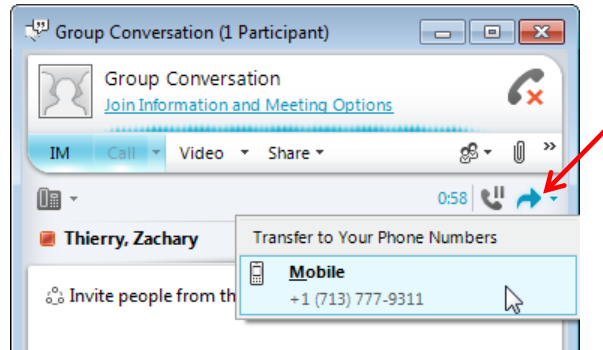 Group Conversation (1 Participant)
Group Conversation
Join Information and Meeting Options
IM Call Video Share »
0:58
Thierry, Zachary
Transfer to Your Phone Numbers
Mobile
+1 (713) 777-9311
Invite people from th